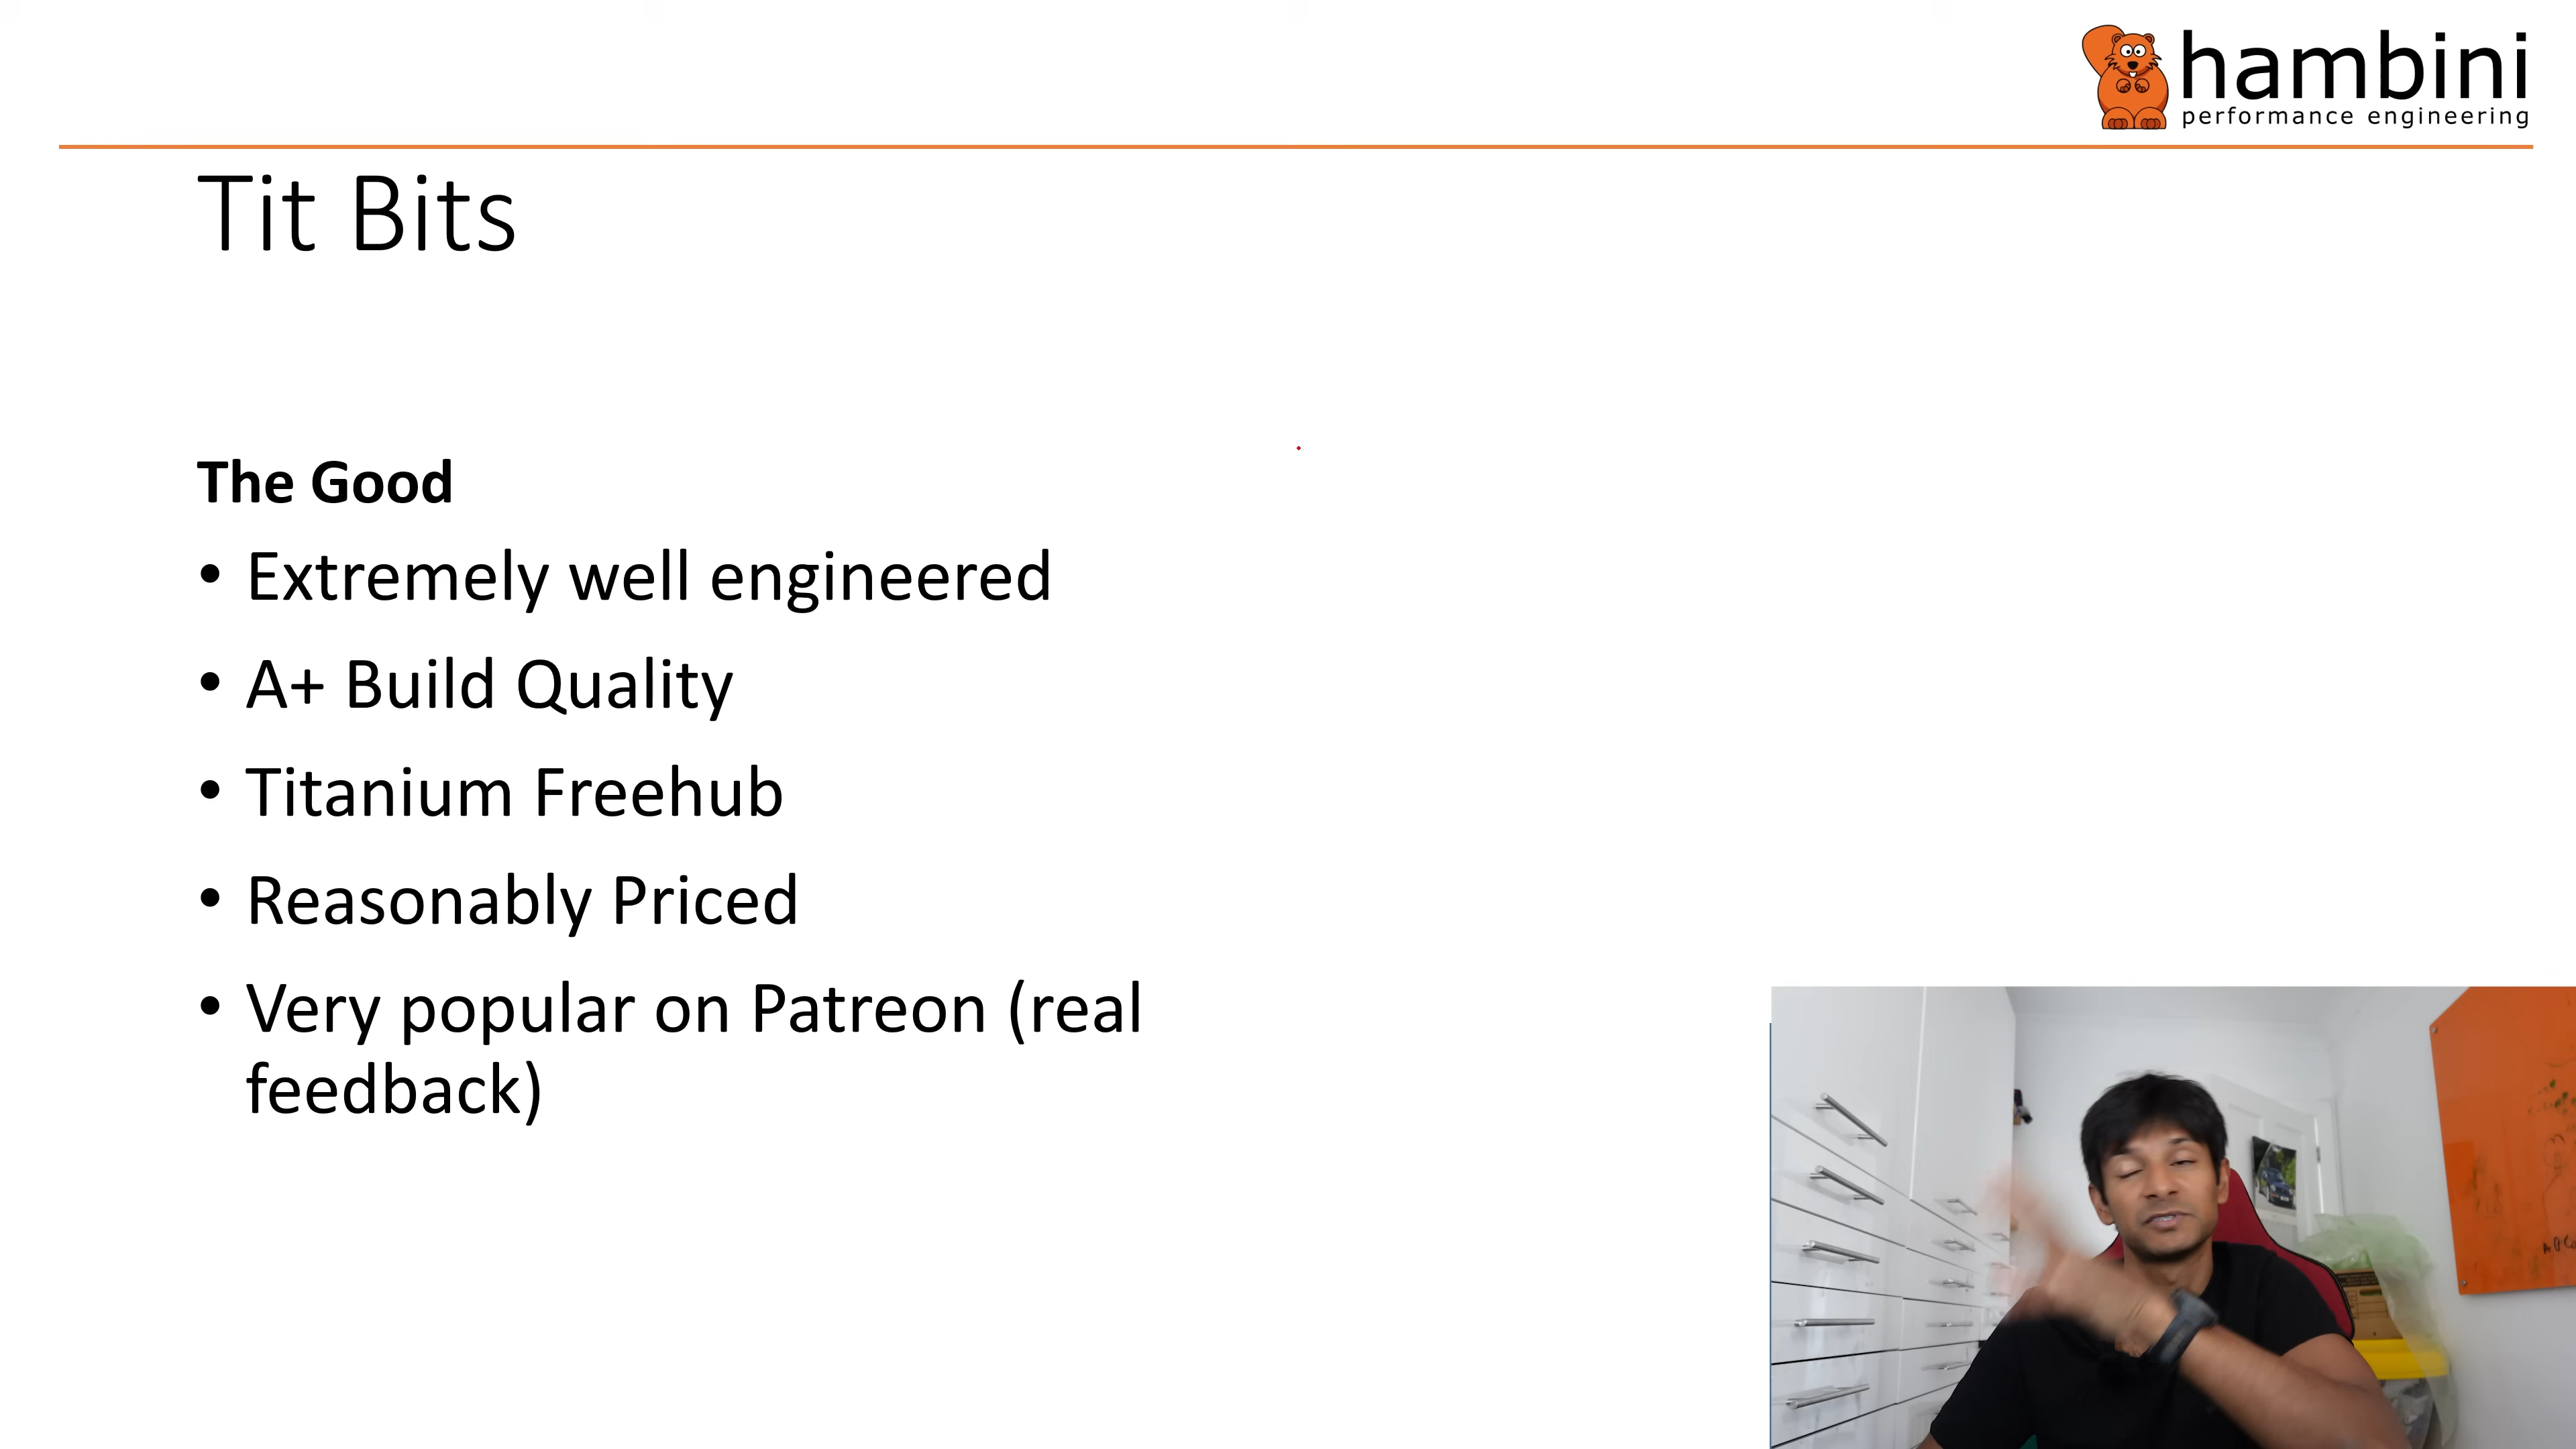 hambini
performance engineering
Tit Bits
The Good
• Extremely well engineered
• A+ Build Quality
• Titanium Freehub
• Reasonably Priced
• Very popular on Patreon (real
feedback)